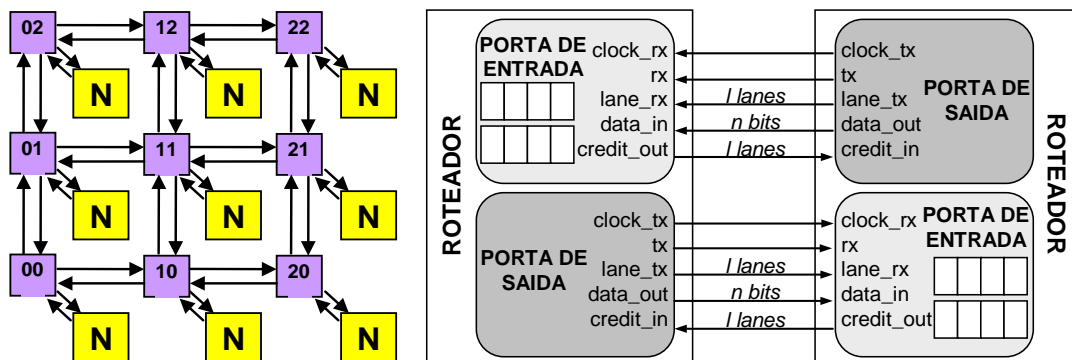 02 12 22
N N N
01 11 21
N N N
00 10 20
N N N
ROTEADOR
PORTA DE
ENTRADA
clock_rx
rx
lane_rx
data_in
credit_out
l lanes
n bits
l lanes
clock_tx
tx
lane_tx
data_out
credit_in
PORTA DE
SAIDA
ROTEADOR
PORTA DE
SAIDA
clock_tx
tx
lane_tx
data_out
credit_in
l lanes
n bits
l lanes
clock_rx
rx
lane_rx
data_in
credit_out
PORTA DE
ENTRADA